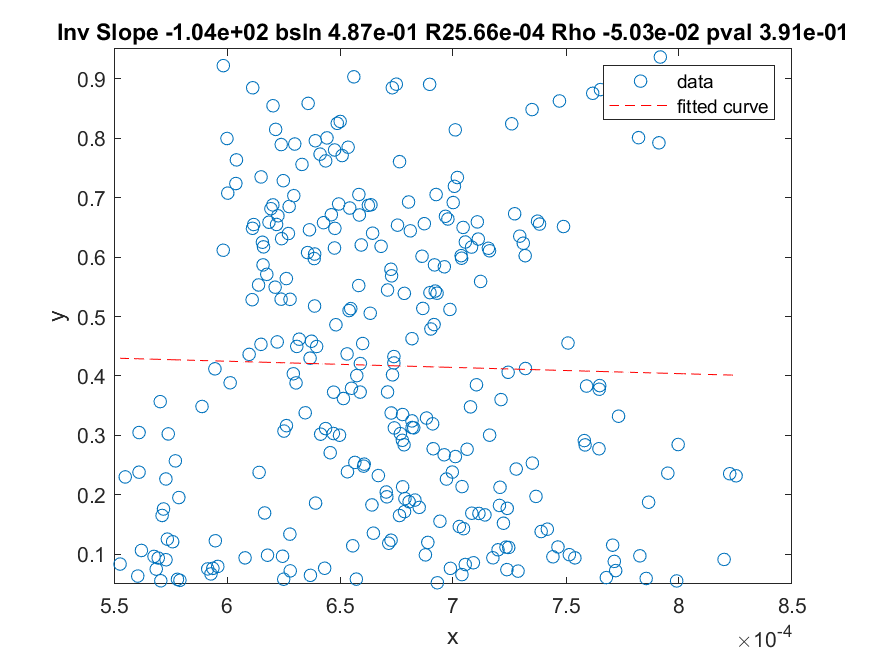 Inv Slope -1.04e+02 bsln 4.87e-01 R25.66e-04 Rho -5.03e-02 pval 3.91e-01
data
fitted curve
0.9
0.8
0.7
0.6
0.5
0.4
0.3
0.2
0.1
y
5.5 6 6.5 7 7.5 8 8.5
x
×10⁻⁴